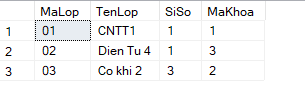 MaLop TenLop SiSo MaKhoa
1 01 CNTT1 1 1
2 02 Dien Tu 4 1 3
3 03 Co khi 2 3 2